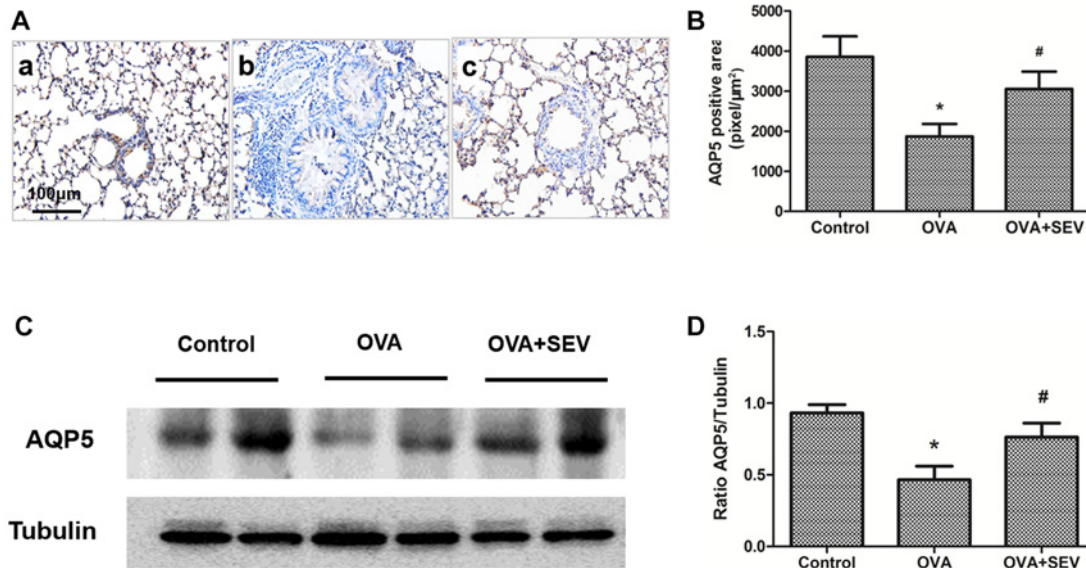 A
a
b
c
100μm
B
AQP5 positive area
(pixel/μm²)
5000
4000
3000
2000
1000
0
*
#
Control
OVA
OVA+SEV
C
Control
OVA
OVA+SEV
AQP5
Tubulin
D
Ratio AQP5/Tubulin
1.5
1.0
0.5
0.0
*
#
Control
OVA
OVA+SEV